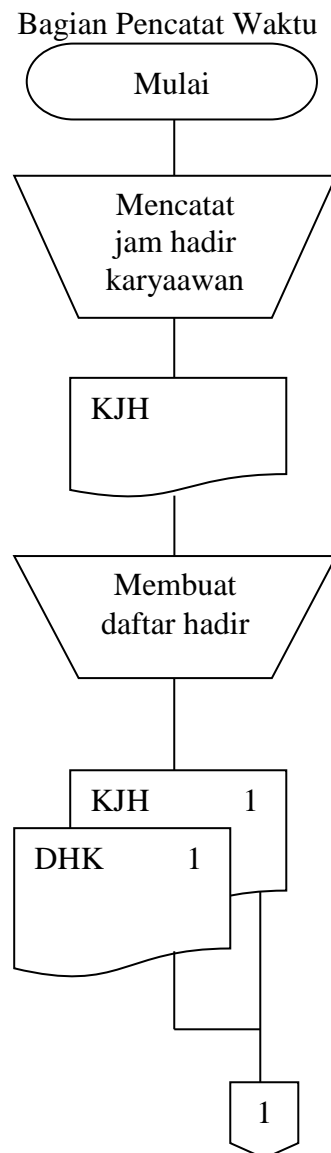 Bagian Pencatat Waktu
Mulai
Mencatat
jam hadir
karyaawan
KJH
Membuat
daftar hadir
KJH 1
DHK 1
1